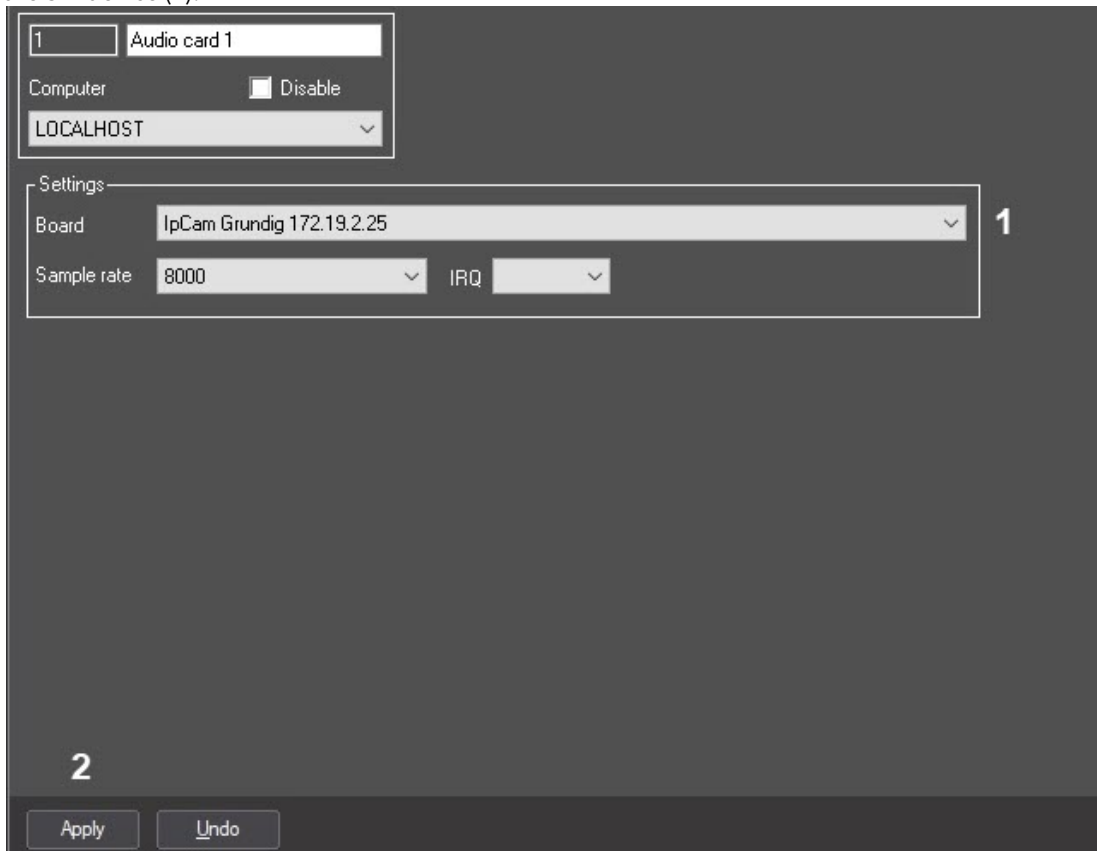 1 Audio card 1
Computer Disable
LOCALHOST
Settings
Board IpCam Grundig 172.19.2.25 1
Sample rate 8000 IRQ
2
Apply Undo